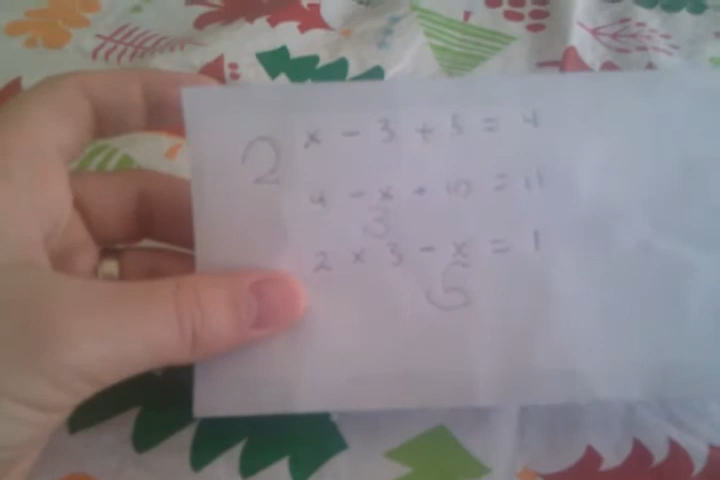 2 x - 3 + 5 = 4
4 - x + 10 = 11
3
2 x 3 - x = 1
5